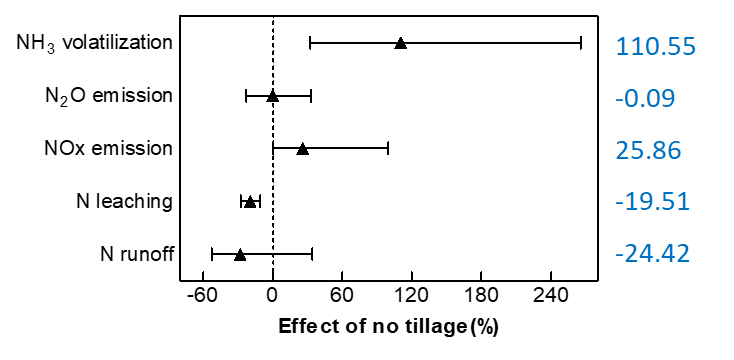 NH₃ volatilization 110.55
N₂O emission -0.09
NOx emission 25.86
N leaching -19.51
N runoff -24.42
-60 0 60 120 180 240
Effect of no tillage(%)